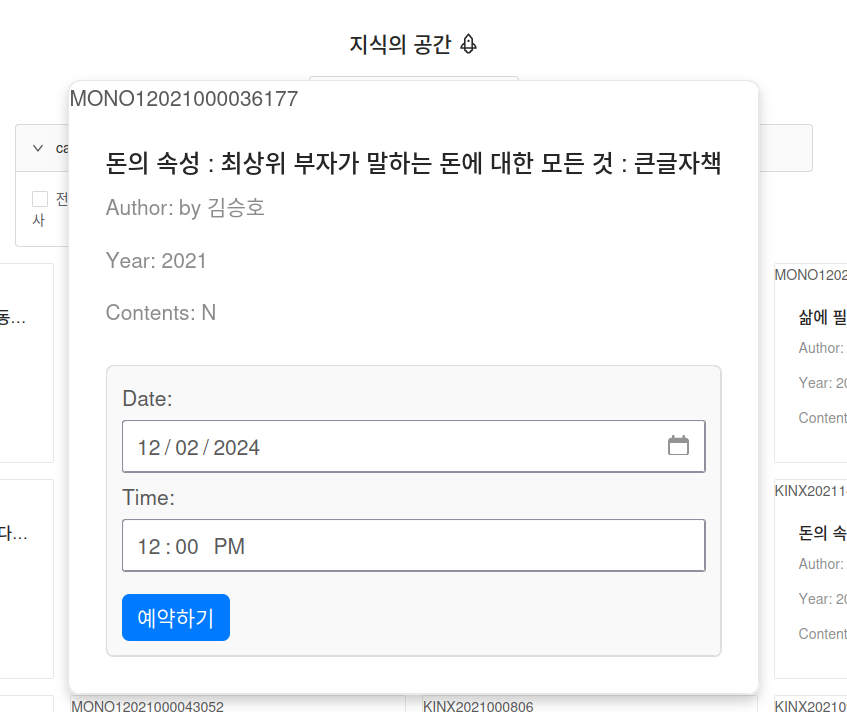 지식의 공간
MONO12021000036177
ca
전
사
돈의 속성 : 최상위 부자가 말하는 돈에 대한 모든 것 : 큰글자책
Author: by 김승호
Year: 2021
Contents: N
Date:
12/02/2024
Time:
12:00 PM
예약하기
동...
다...
MONO1202
삶에 필
Author:
Year: 20
Content
KINX20211
돈의 속
Author:
Year: 20
Content
MONO12021000043052
KINX2021000806
KINX20210